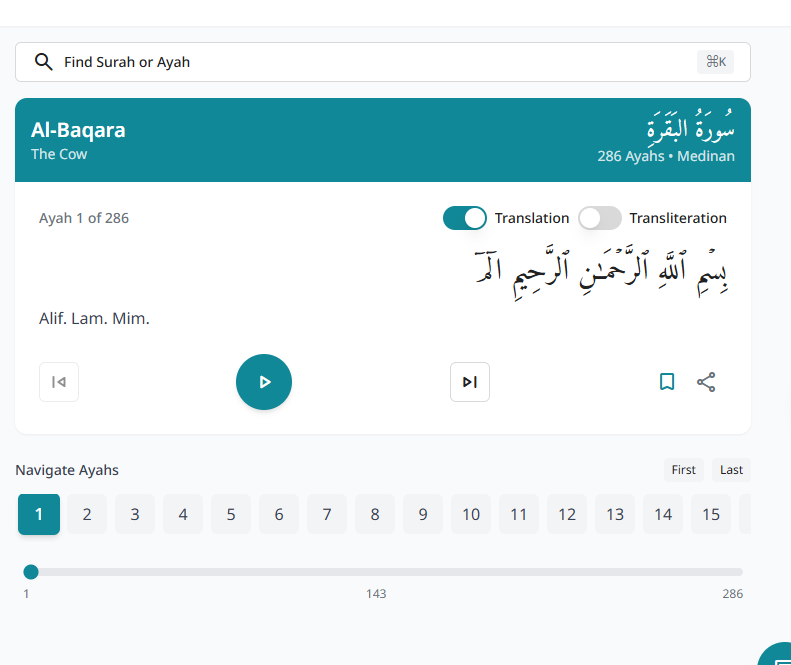 Find Surah or Ayah ⌘K
Al-Baqara سُورَةُ البَقَرَةِ
The Cow 286 Ayahs • Medinan
Ayah 1 of 286 Translation Transliteration
بِسْمِ ٱللَّهِ ٱلرَّحْمَـٰنِ ٱلرَّحِيمِ الٓمٓ
Alif. Lam. Mim.
Navigate Ayahs First Last
1 2 3 4 5 6 7 8 9 10 11 12 13 14 15
1 143 286